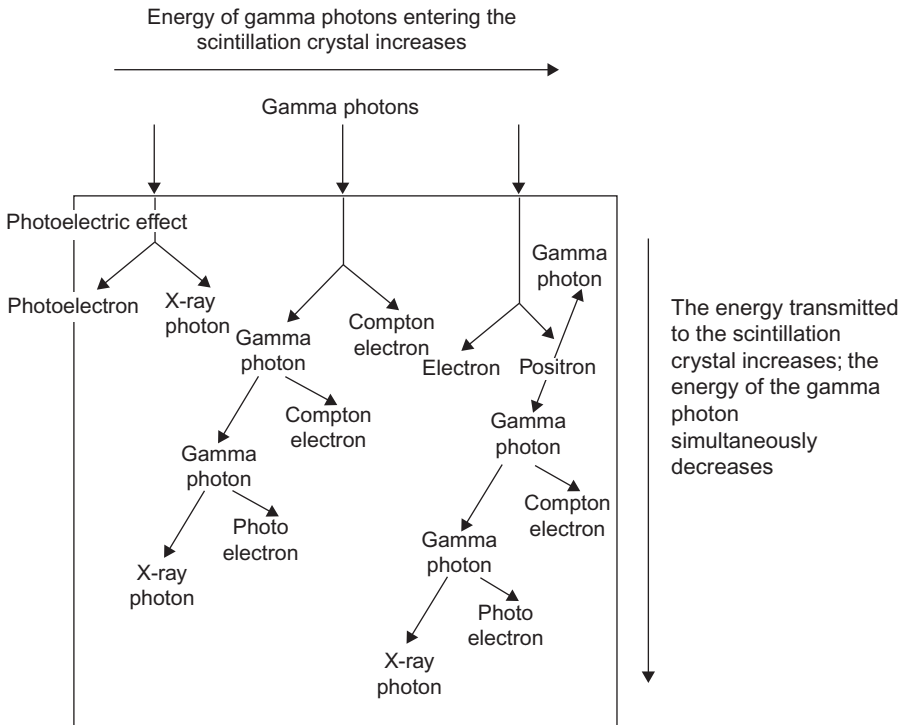 Energy of gamma photons entering the
scintillation crystal increases
Gamma photons
Photoelectric effect
Photoelectron
X-ray
photon
Gamma
photon
Compton
electron
Gamma
photon
Compton
electron
X-ray
photon
Photo
electron
Gamma
photon
Electron
Positron
Gamma
photon
Compton
electron
Gamma
photon
Photo
electron
X-ray
photon
The energy transmitted
to the scintillation
crystal increases; the
energy of the gamma
photon
simultaneously
decreases